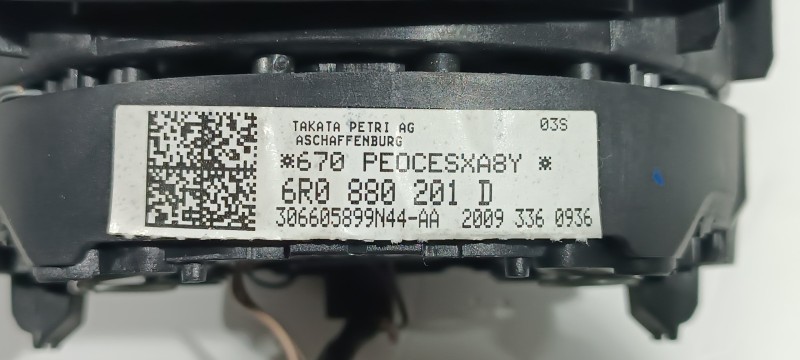 TAKATA PETRI AG 03S
ASCHAFFENBURG
*670 PEOCESXA8Y *
6R0 880 201 D
306605899N44-AA 2009 336 0936